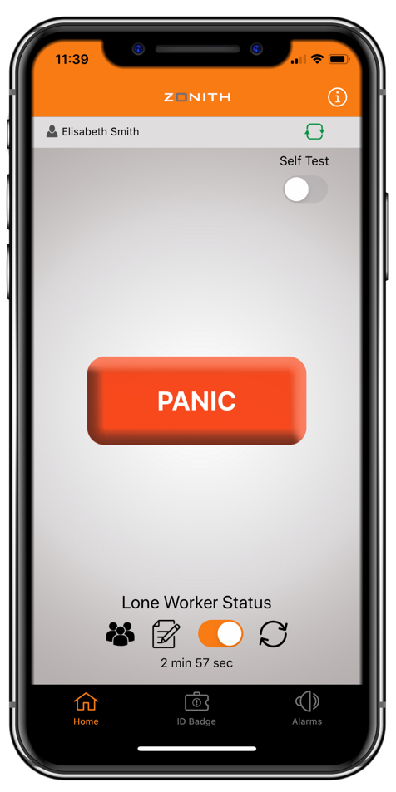 11:39
ZONITH
Elisabeth Smith
Self Test
PANIC
Lone Worker Status
2 min 57 sec
Home
ID Badge
Alarms